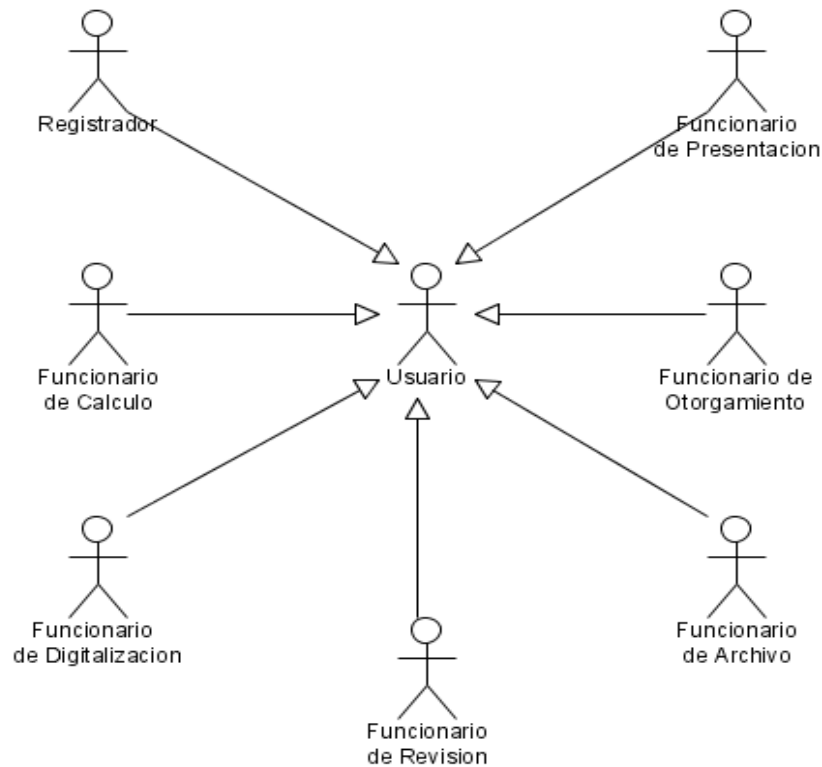 Registrador
Funcionario
de Presentacion
Funcionario
de Calculo
Usuario
Funcionario de
Otorgamiento
Funcionario
de Digitalizacion
Funcionario
de Archivo
Funcionario
de Revision